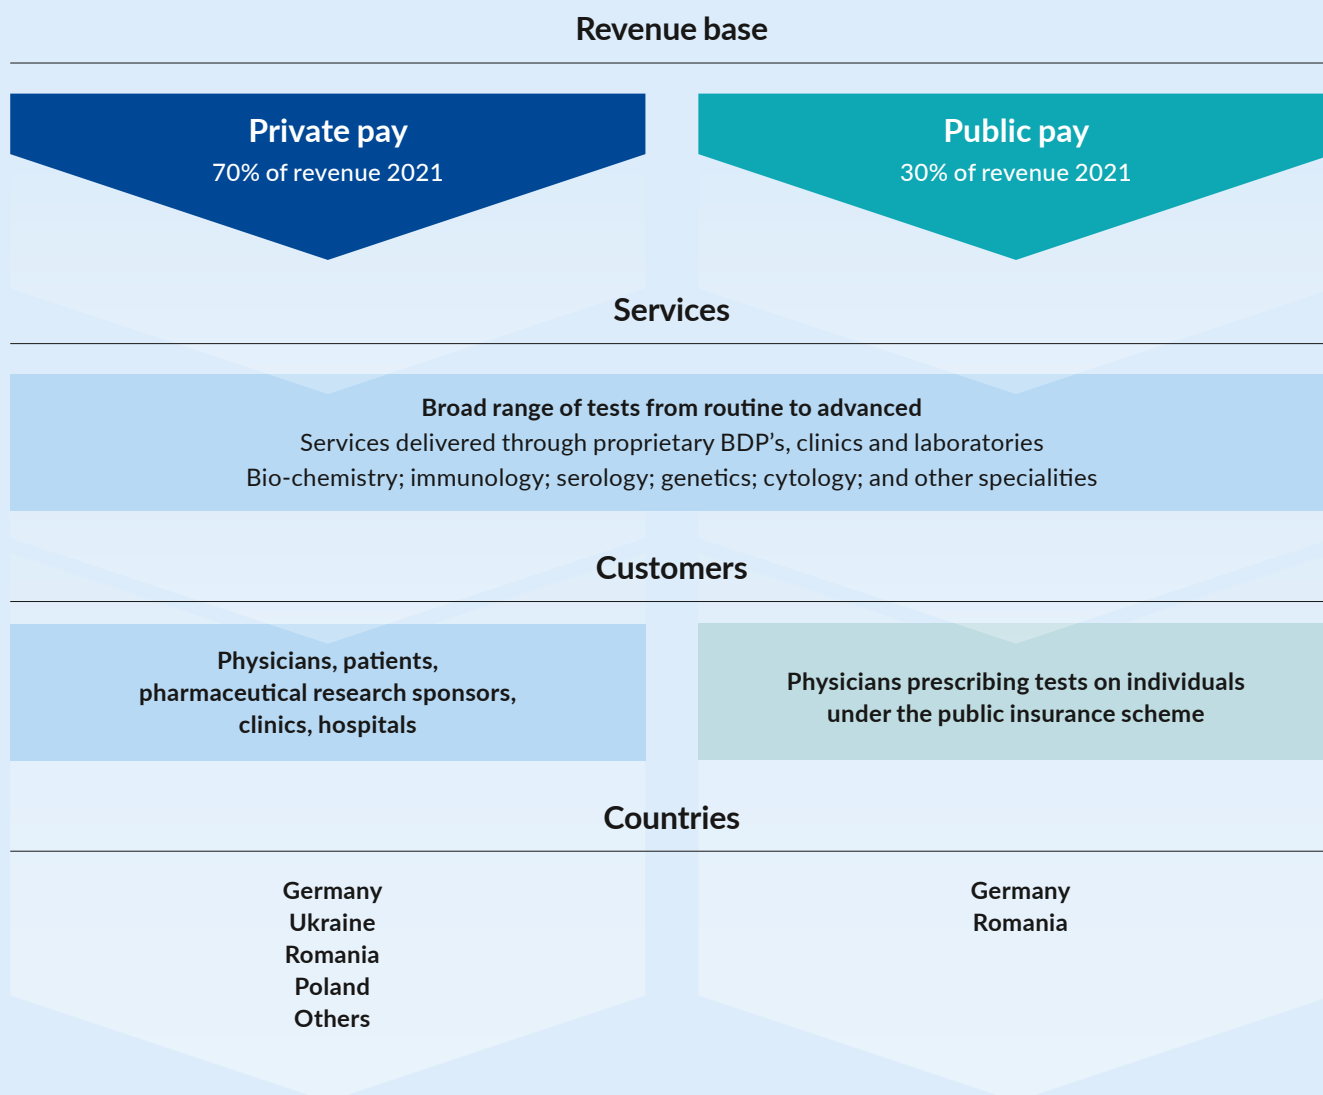 Revenue base
Private pay
70% of revenue 2021
Public pay
30% of revenue 2021
Services
Broad range of tests from routine to advanced
Services delivered through proprietary BDP’s, clinics and laboratories
Bio-chemistry; immunology; serology; genetics; cytology; and other specialities
Customers
Physicians, patients,
pharmaceutical research sponsors,
clinics, hospitals
Physicians prescribing tests on individuals
under the public insurance scheme
Countries
Germany
Ukraine
Romania
Poland
Others
Germany
Romania